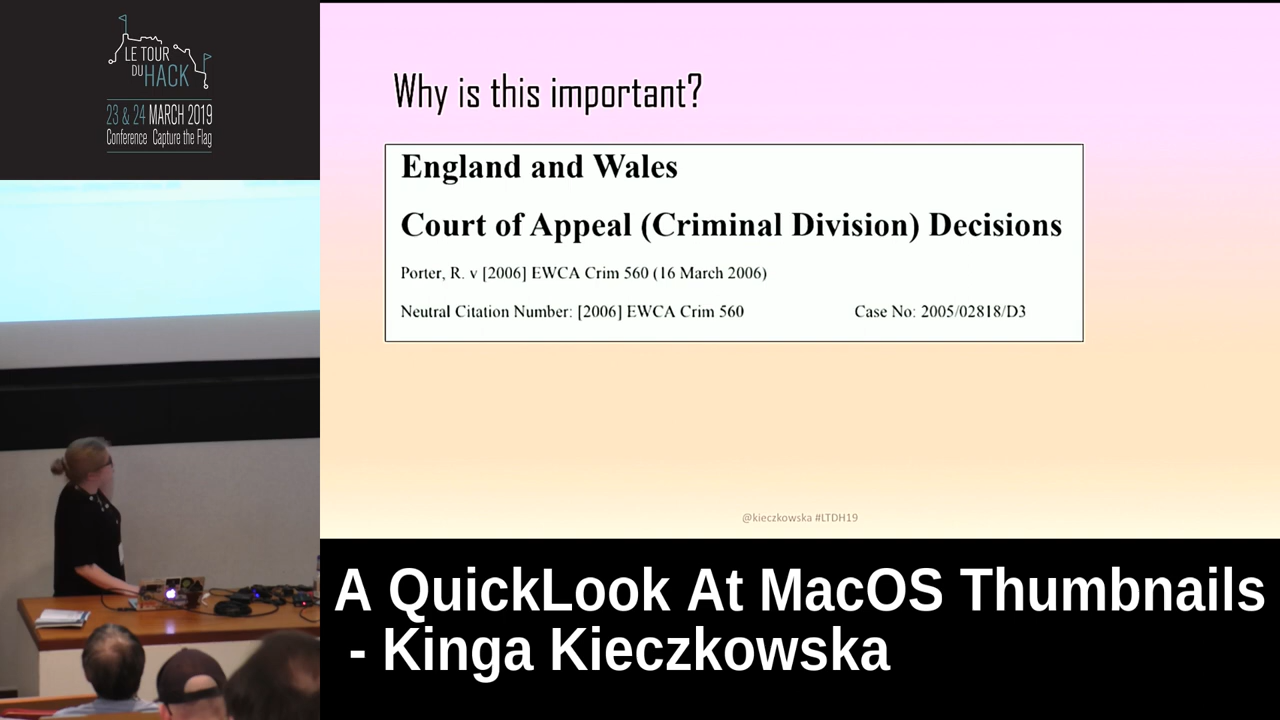 LE TOUR
DU HACK
23 & 24 MARCH 2019
Conference Capture the Flag
Why is this important?
England and Wales
Court of Appeal (Criminal Division) Decisions
Porter, R. v [2006] EWCA Crim 560 (16 March 2006)
Neutral Citation Number: [2006] EWCA Crim 560 Case No: 2005/02818/D3
@kieczkowska #LTDH19
A QuickLook At MacOS Thumbnails
- Kinga Kieczkowska